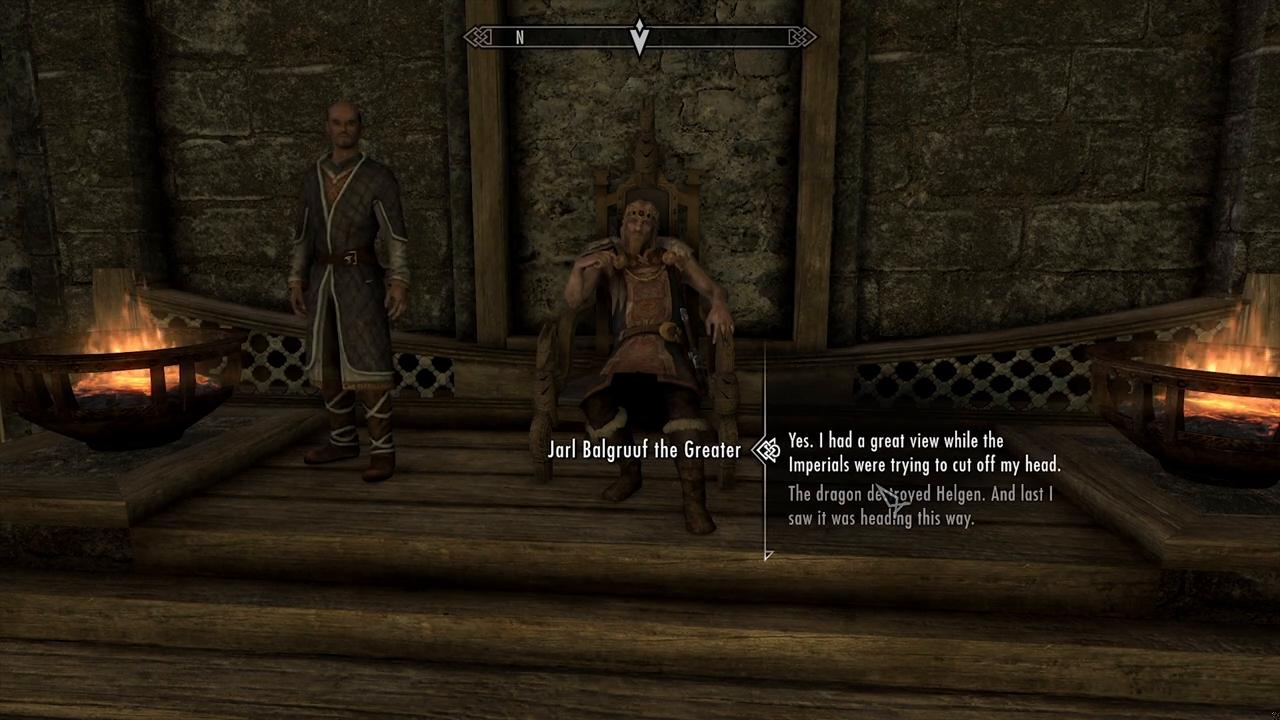 N
Jarl Balgruuf the Greater
Yes. I had a great view while the
Imperials were trying to cut off my head.
The dragon destroyed Helgen. And last I
saw it was heading this way.